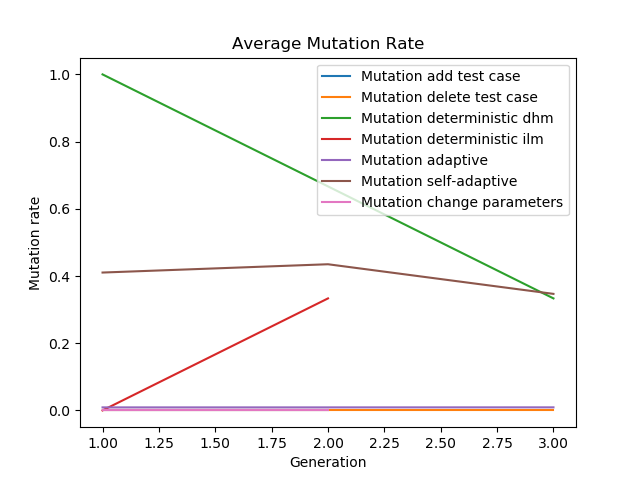 Average Mutation Rate
Mutation add test case
Mutation delete test case
Mutation deterministic dhm
Mutation deterministic ilm
Mutation adaptive
Mutation self-adaptive
Mutation change parameters
Mutation rate
1.0
0.8
0.6
0.4
0.2
0.0
1.00 1.25 1.50 1.75 2.00 2.25 2.50 2.75 3.00
Generation